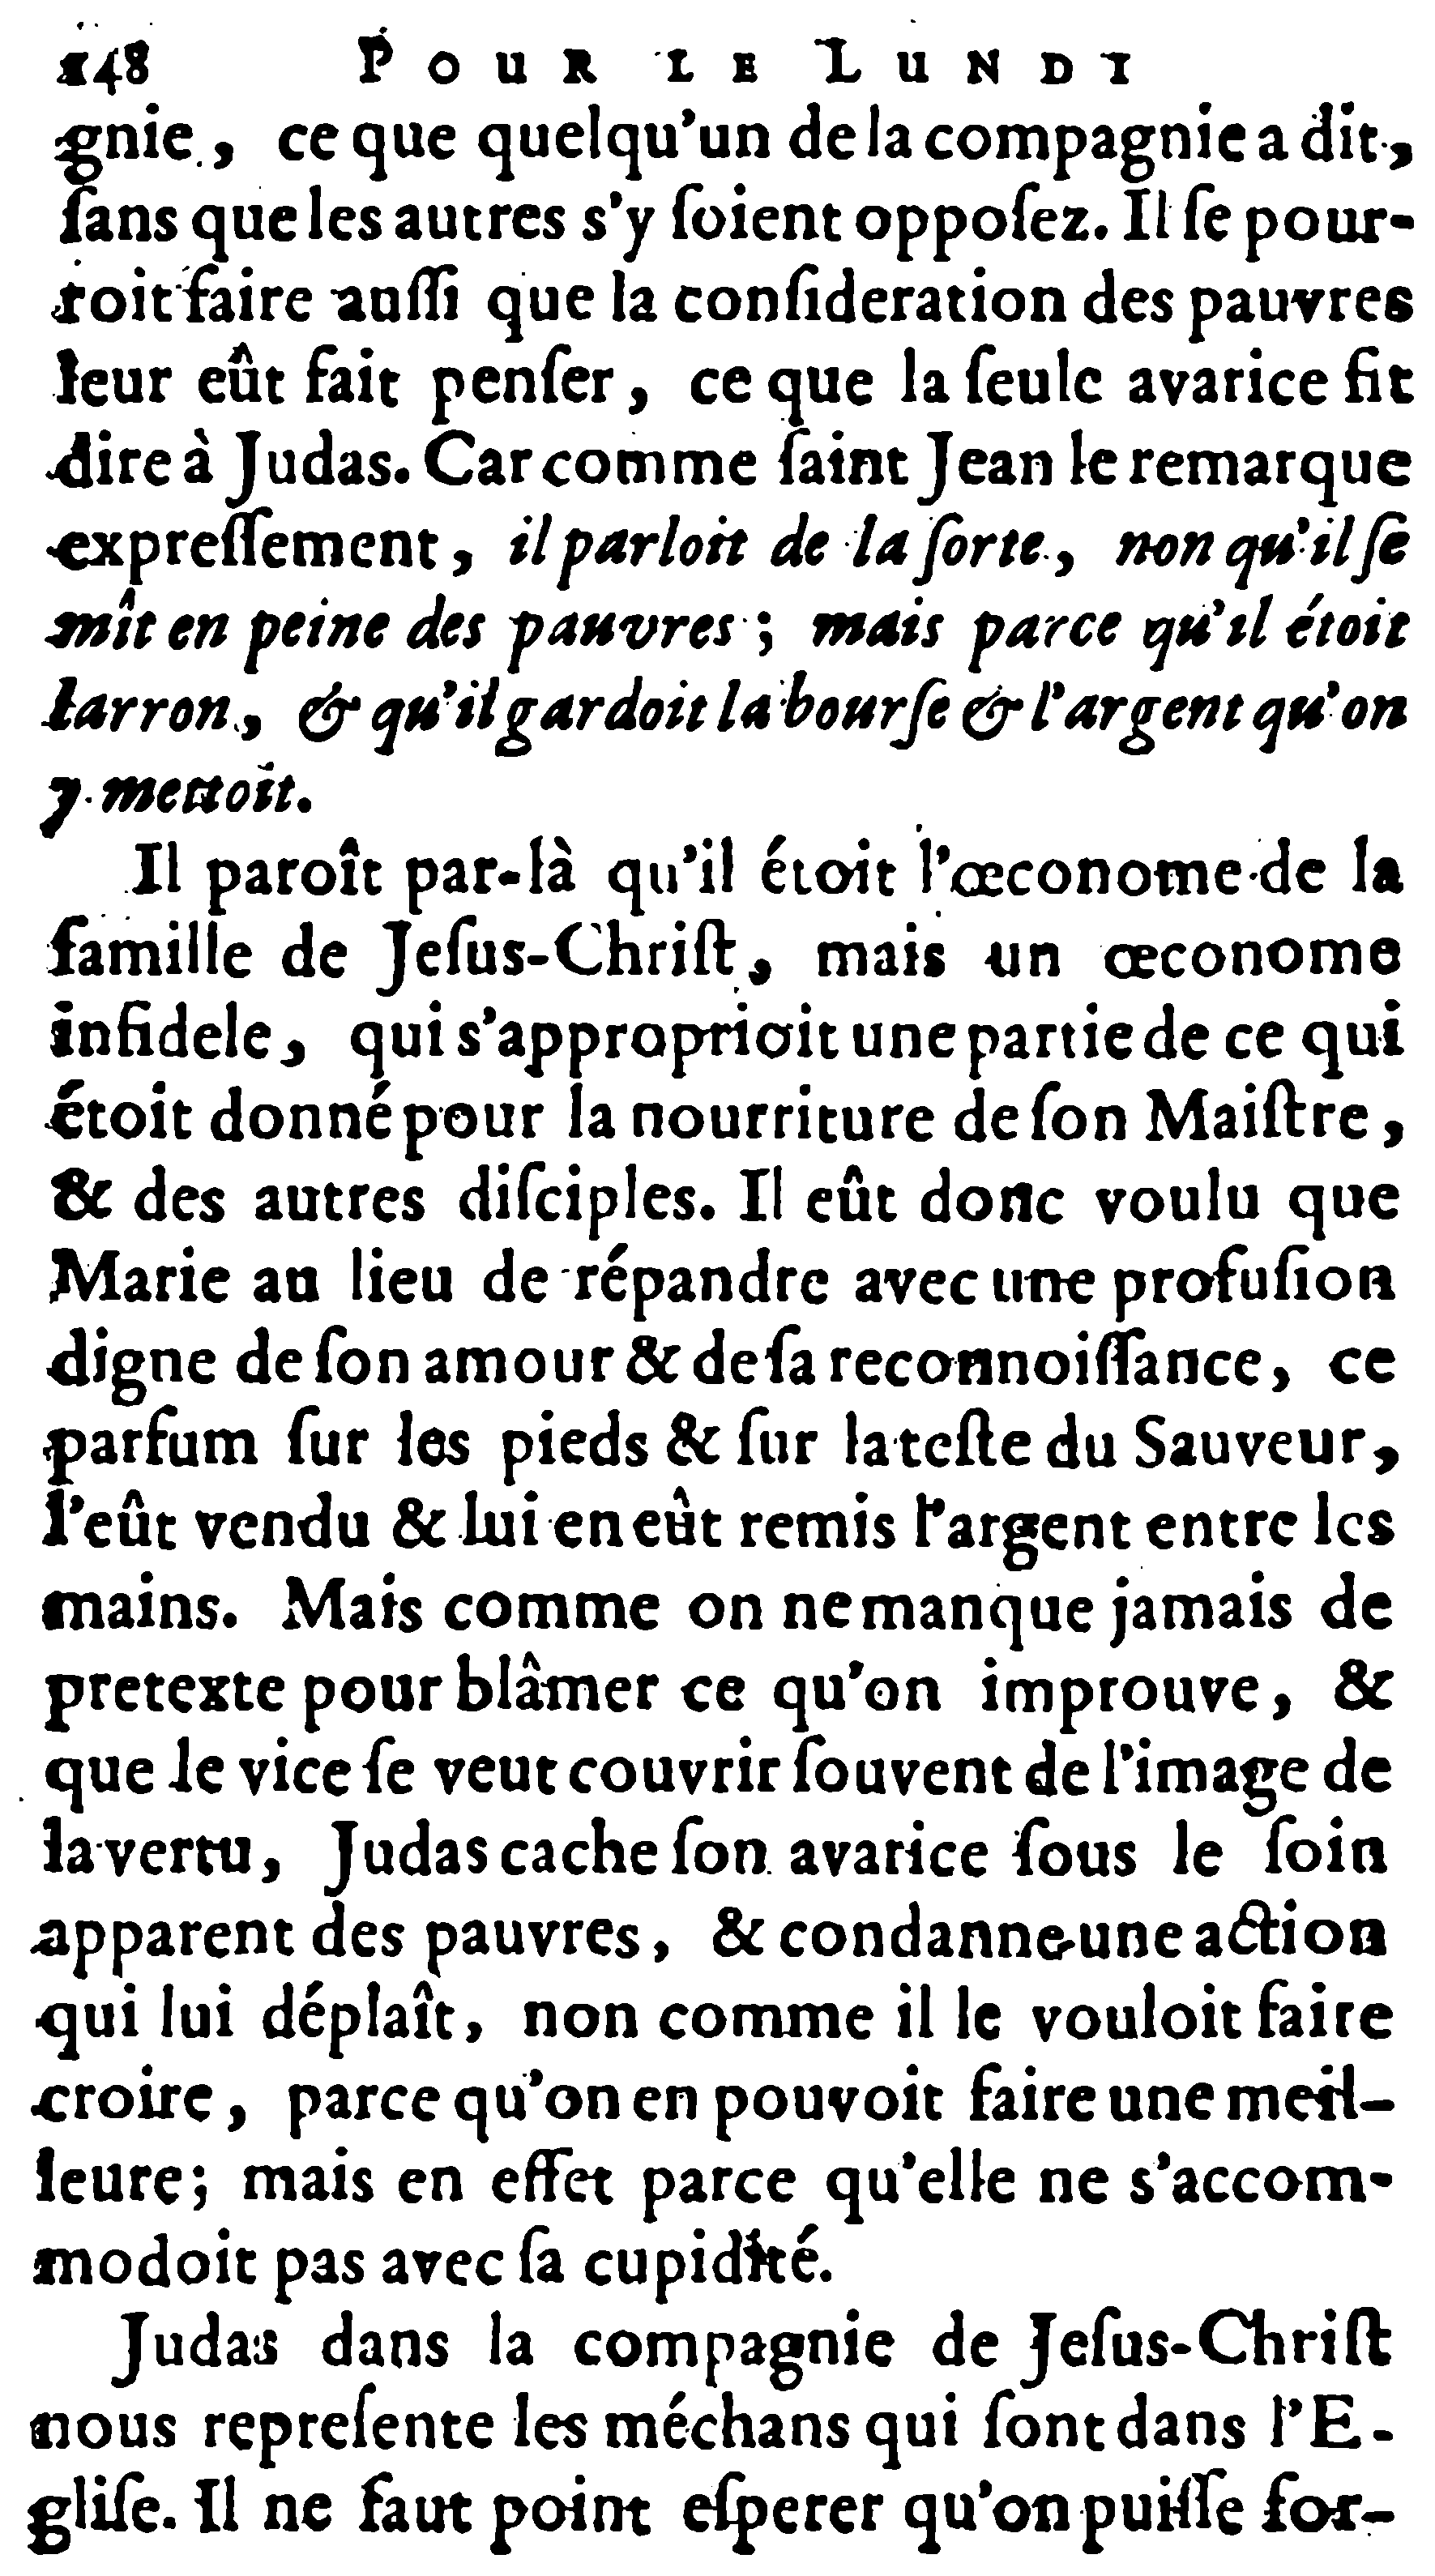 148 POUR LE LUNDI
gnie, ce que quelqu'un de la compagnie a dit,
ſans que les autres s'y ſoient oppoſez. Il ſe pour-
roit faire auſſi que la conſideration des pauvres
leur eût fait penſer, ce que la ſeule avarice fit
dire à Judas. Car comme ſaint Jean le remarque
expreſſement, il parloit de la ſorte, non qu'il ſe
mît en peine des pauvres; mais parce qu'il étoit
larron, & qu'il gardoit la bourſe & l'argent qu'on
y mettoit.
Il paroît par-là qu'il étoit l'œconome de la
famille de Jeſus-Chriſt, mais un œconome
infidele, qui s'approprioit une partie de ce qui
étoit donné pour la nourriture de ſon Maiſtre,
& des autres diſciples. Il eût donc voulu que
Marie au lieu de répandre avec une profuſion
digne de ſon amour & de ſa reconnoiſſance, ce
parfum ſur les pieds & ſur la teſte du Sauveur,
l'eût vendu & lui en eût remis l'argent entre les
mains. Mais comme on ne manque jamais de
pretexte pour blâmer ce qu'on improuve, &
que le vice ſe veut couvrir ſouvent de l'image de
la vertu, Judas cache ſon avarice ſous le ſoin
apparent des pauvres, & condanne une action
qui lui déplaît, non comme il le vouloit faire
croire, parce qu'on en pouvoit faire une meil-
leure; mais en effet parce qu'elle ne s'accom-
modoit pas avec ſa cupidité.
Judas dans la compagnie de Jeſus-Chriſt
nous repreſente les méchans qui ſont dans l'E-
gliſe. Il ne faut point eſperer qu'on puiſſe for-